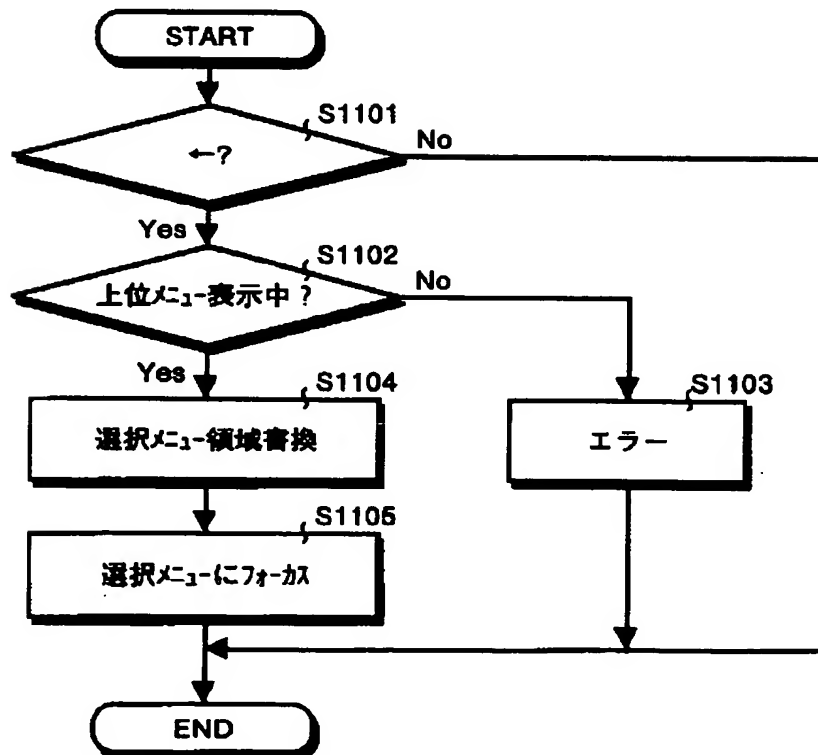 START
S1101
←?
No
Yes
S1102
上位メニュー表示中?
No
Yes
S1104
選択メニュー領域書換
S1103
エラー
S1105
選択メニューにフォーカス
END